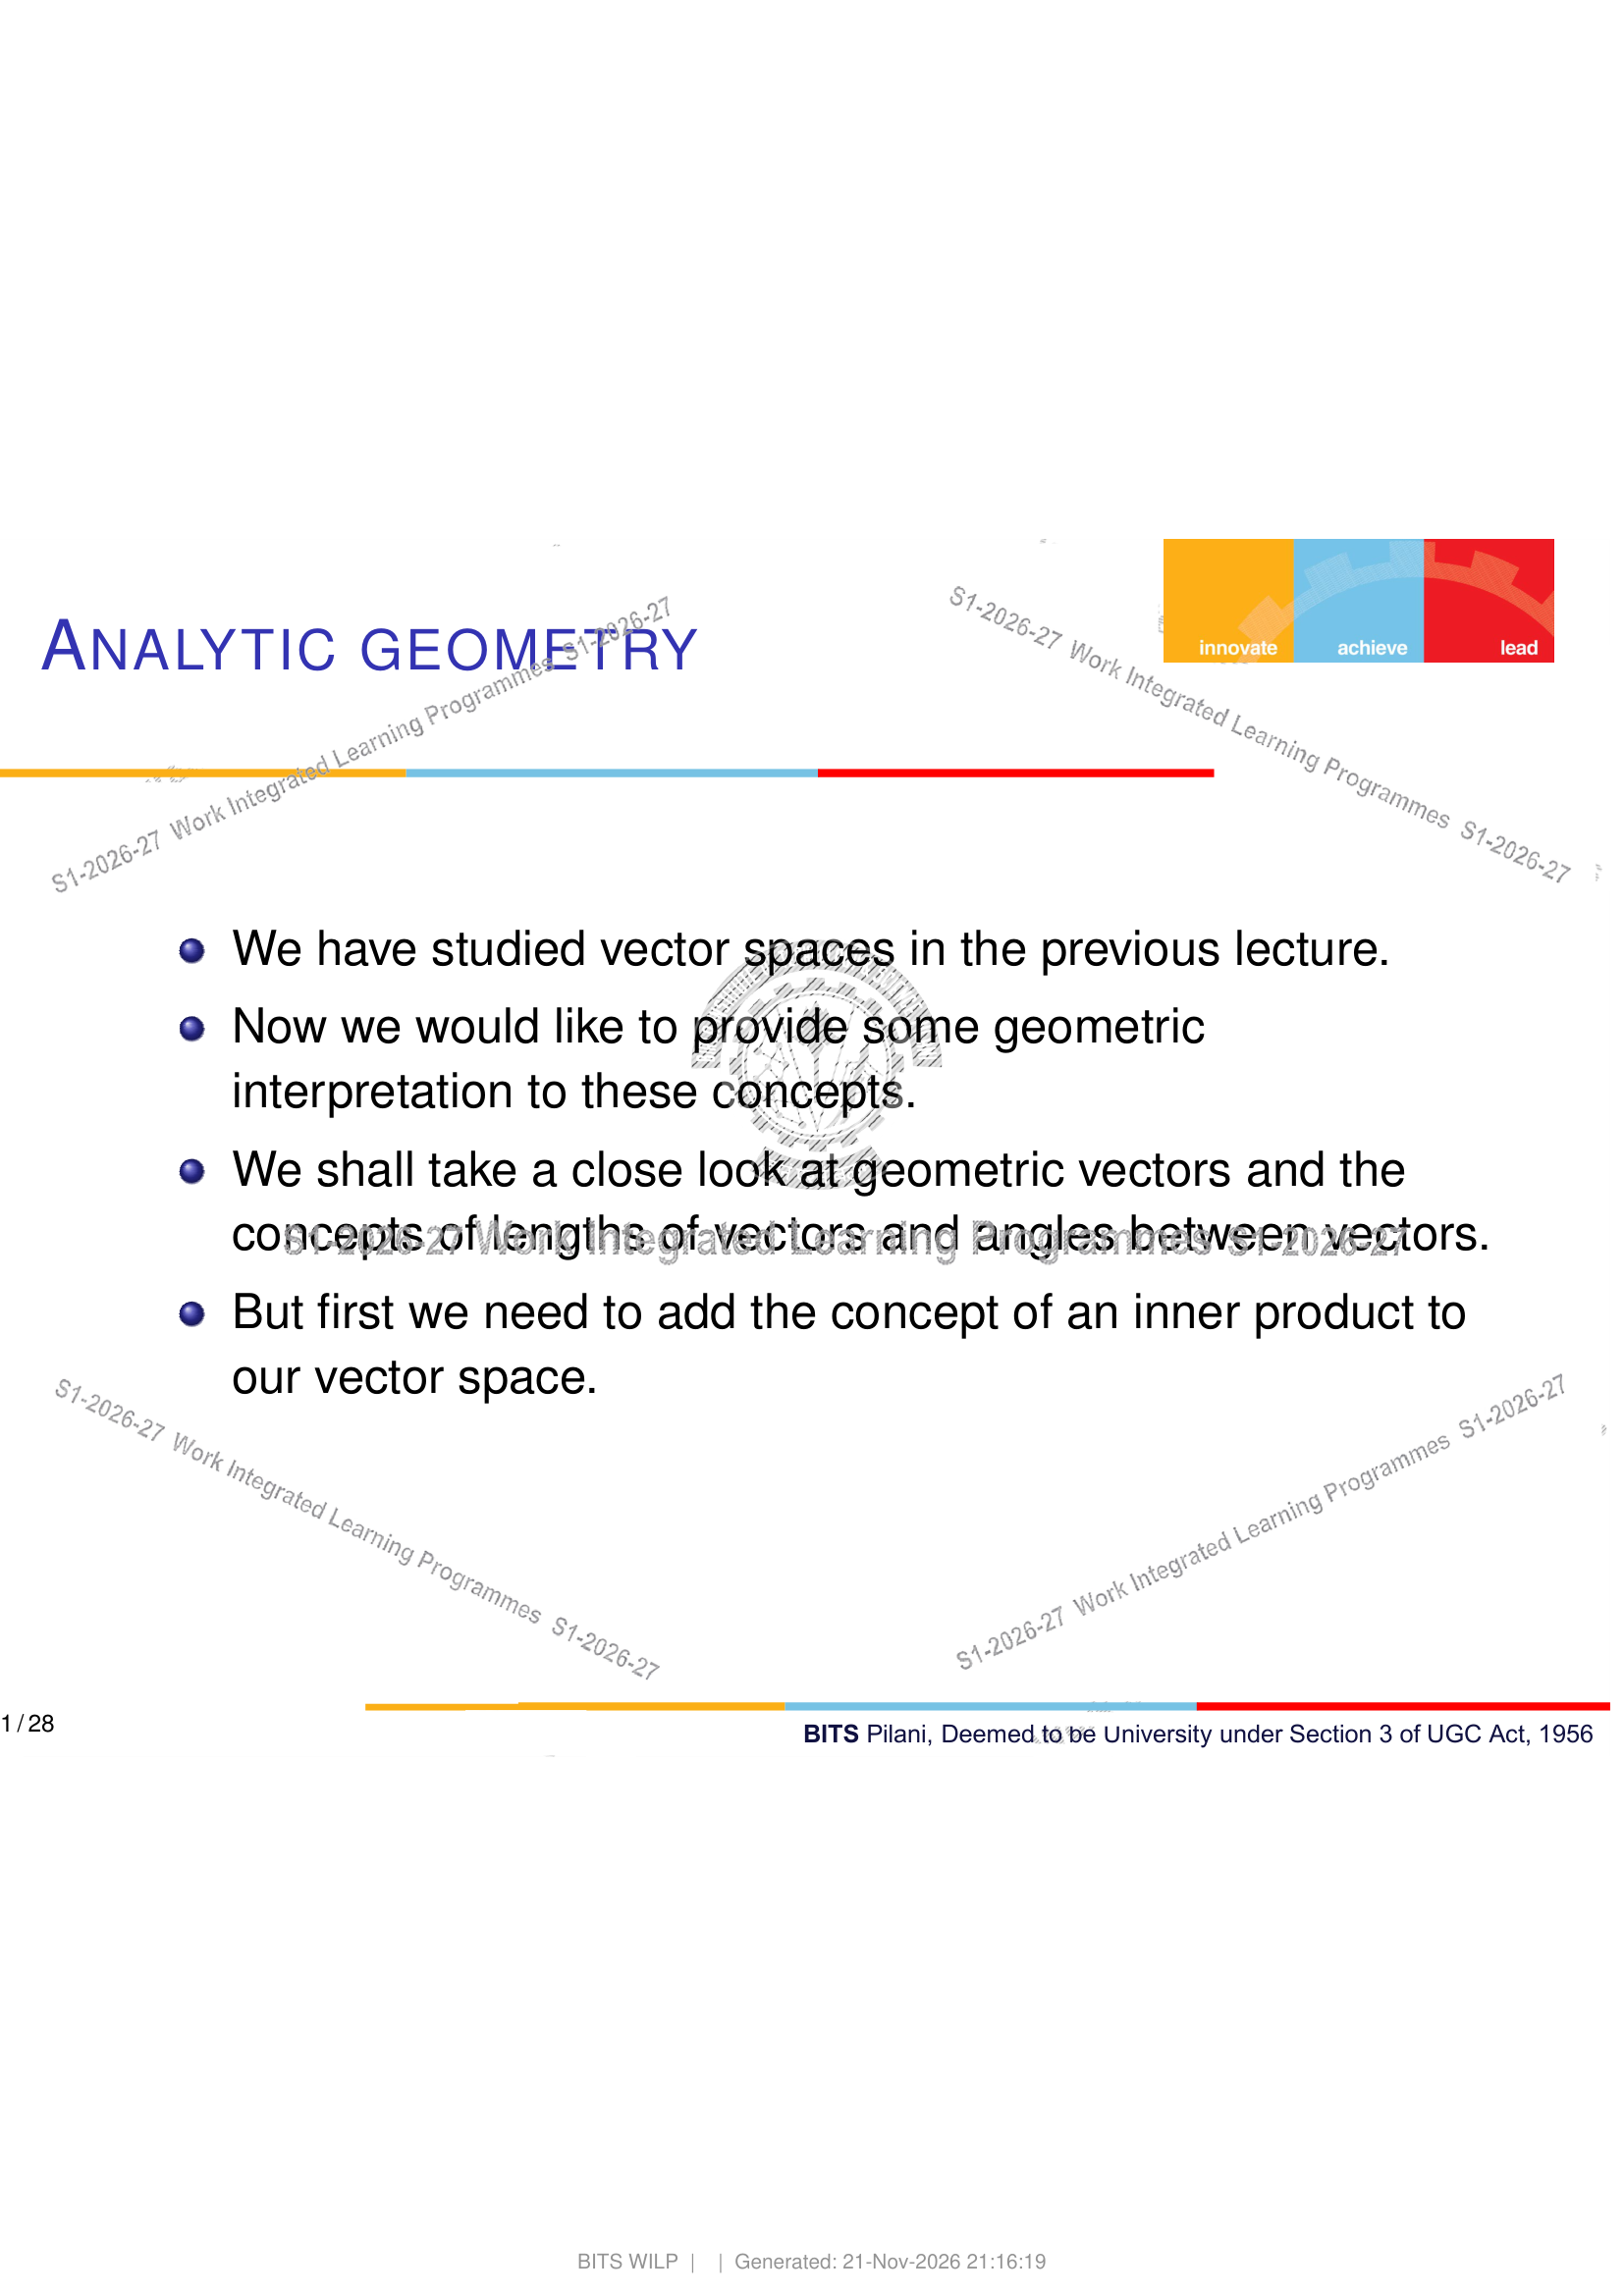 ANALYTIC GEOMETRY
innovate achieve lead
S1-2026-27 Work Integrated Learning Programmes S1-2026-27
S1-2026-27 Work Integrated Learning Programmes S1-2026-27
We have studied vector spaces in the previous lecture.
Now we would like to provide some geometric
interpretation to these concepts.
We shall take a close look at geometric vectors and the
concepts of lengths of vectors and angles between vectors.
S1-2026-27 Work Integrated Learning Programmes S1-2026-27
But first we need to add the concept of an inner product to
our vector space.
S1-2026-27 Work Integrated Learning Programmes S1-2026-27
S1-2026-27 Work Integrated Learning Programmes S1-2026-27
1 / 28
BITS Pilani, Deemed to be University under Section 3 of UGC Act, 1956
BITS WILP | | Generated: 21-Nov-2026 21:16:19